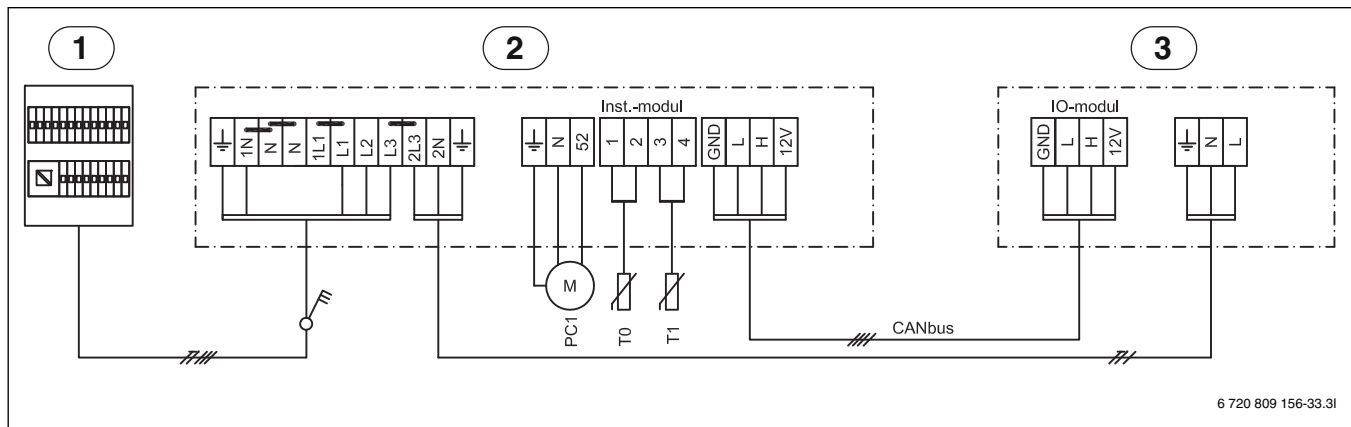 1
2
3
Inst.-modul
IO-modul
1N
N
N
1L1
L1
L2
L3
2L3
2N
N
52
1
2
3
4
GND
L
H
12V
GND
L
H
12V
N
L
M
PC1
T0
T1
CANbus
6 720 809 156-33.3I